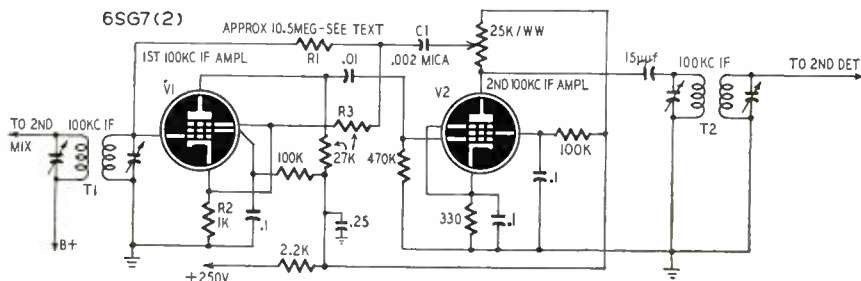 6SG7(2)
APPROX 10.5MEG-SEE TEXT
R1
C1
.002 MICA
25K/WW
1ST 100KC IF AMPL
V1
.01
V2
2ND 100KC IF AMPL
15μμf
100KC IF
TO 2ND DET
T2
TO 2ND
MIX
100KC IF
T1
B+
R3
27K
100K
470K
100K
R2
1K
.1
.25
330
.1
.1
2.2K
+250V